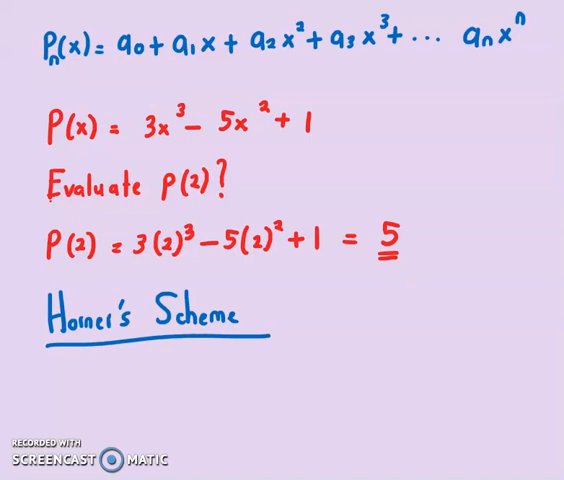 Pₙ(x) = a₀ + a₁x + a₂x² + a₃x³ + ... aₙxⁿ
P(x) = 3x³ - 5x² + 1
Evaluate P(2)?
P(2) = 3(2)³ - 5(2)² + 1 = 5
Horner's Scheme
RECORDED WITH
SCREENCAST MATIC